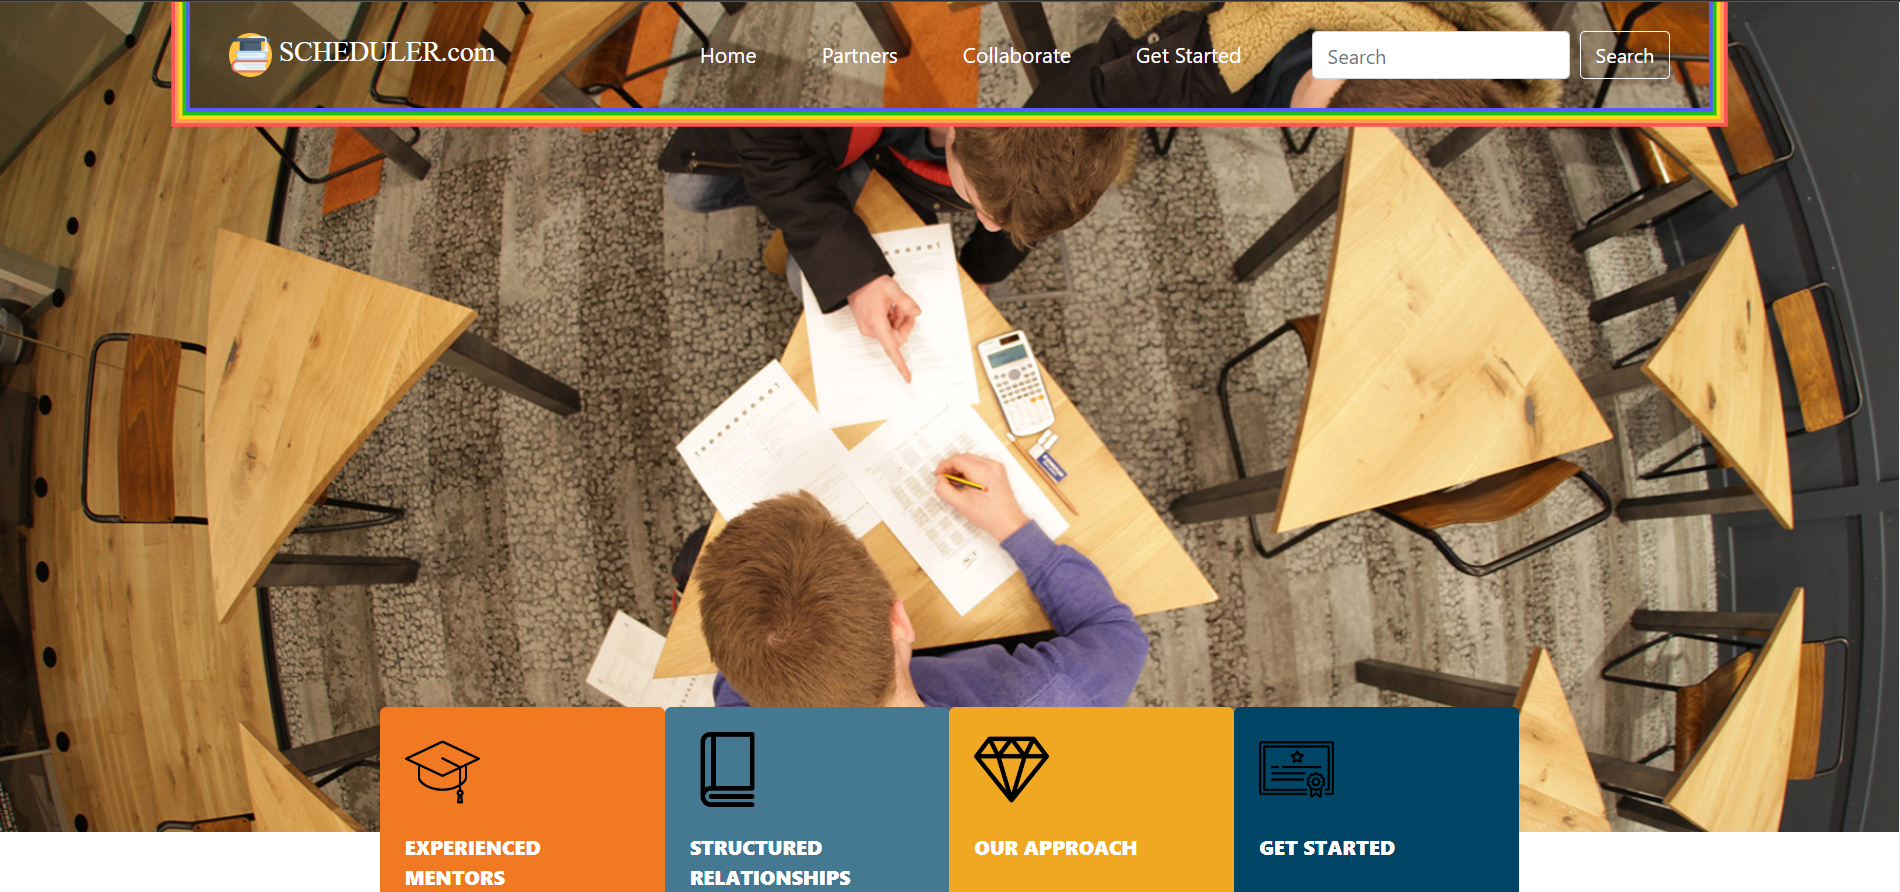 SCHEDULER.com
Home
Partners
Collaborate
Get Started
Search
Search
EXPERIENCED
MENTORS
STRUCTURED
RELATIONSHIPS
OUR APPROACH
GET STARTED